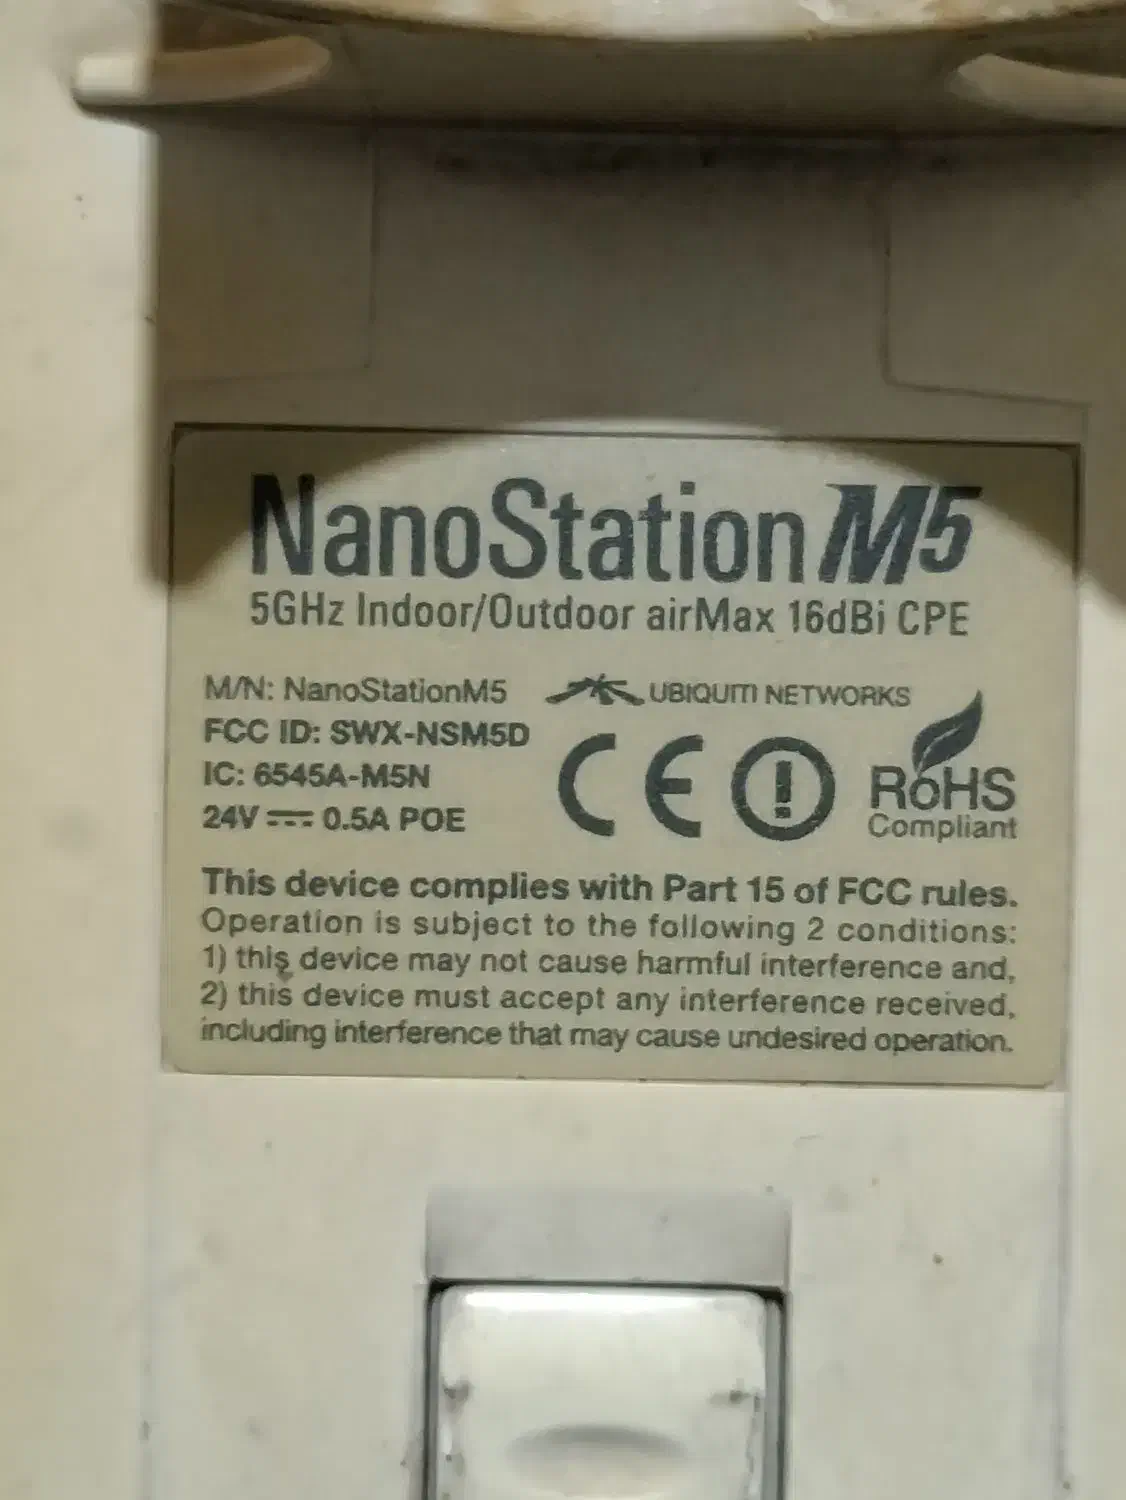 NanoStation M5
5GHz Indoor/Outdoor airMax 16dBi CPE
M/N: NanoStationM5
UBIQUITI NETWORKS
FCC ID: SWX-NSM5D
IC: 6545A-M5N
24V ⎓ 0.5A POE
CE
RoHS
Compliant
This device complies with Part 15 of FCC rules.
Operation is subject to the following 2 conditions:
1) this device may not cause harmful interference and,
2) this device must accept any interference received,
including interference that may cause undesired operation.